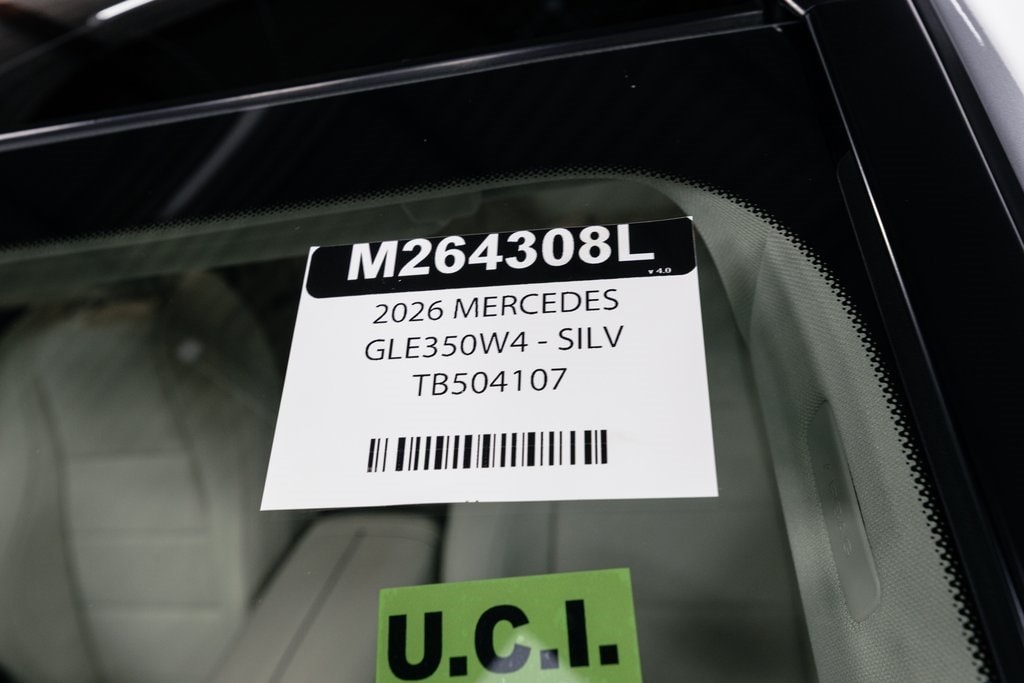 M264308L
v 4.0
2026 MERCEDES
GLE350W4 - SILV
TB504107
U.C.I.